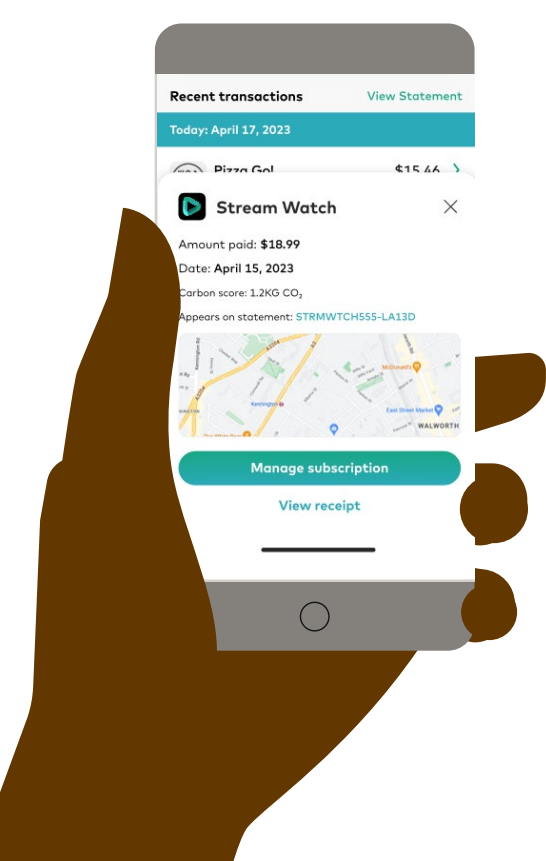 Recent transactions View Statement
Today: April 17, 2023
Pizza Go! $15.46
Stream Watch
Amount paid: $18.99
Date: April 15, 2023
Carbon score: 1.2KG CO₂
Appears on statement: STRMWTCH555-LA13D
McDonald's
Kennington
East Street Market
WALWORTH
Manage subscription
View receipt